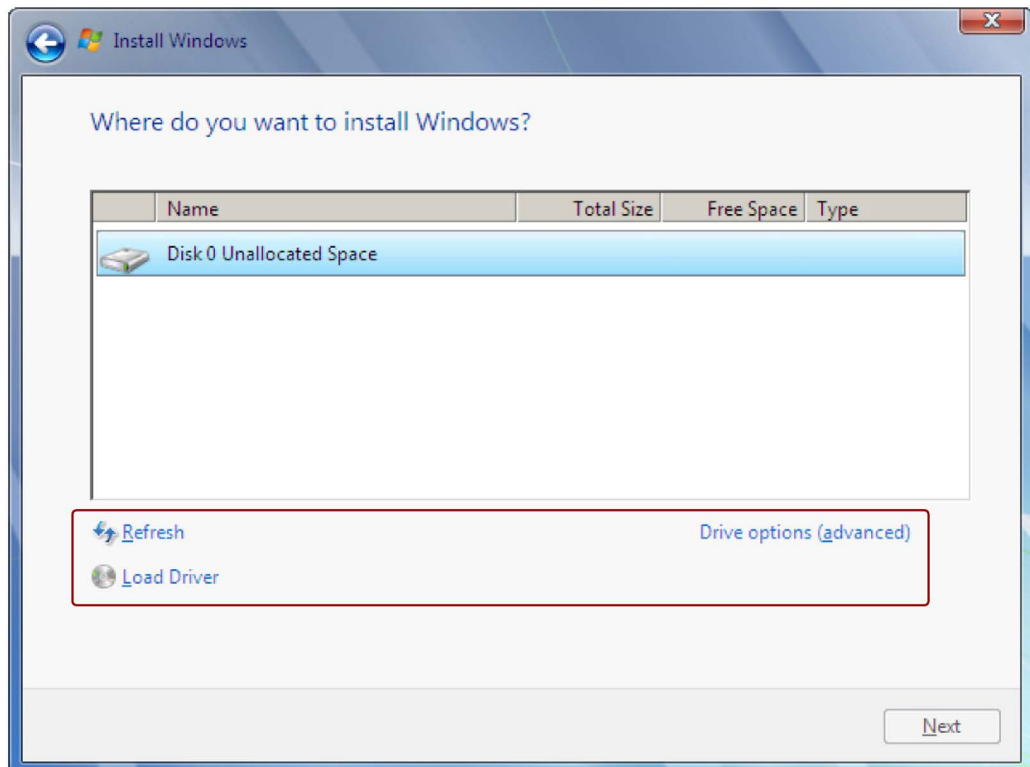 Install Windows
Where do you want to install Windows?
Name Total Size Free Space Type
Disk 0 Unallocated Space
Refresh Drive options (advanced)
Load Driver
Next